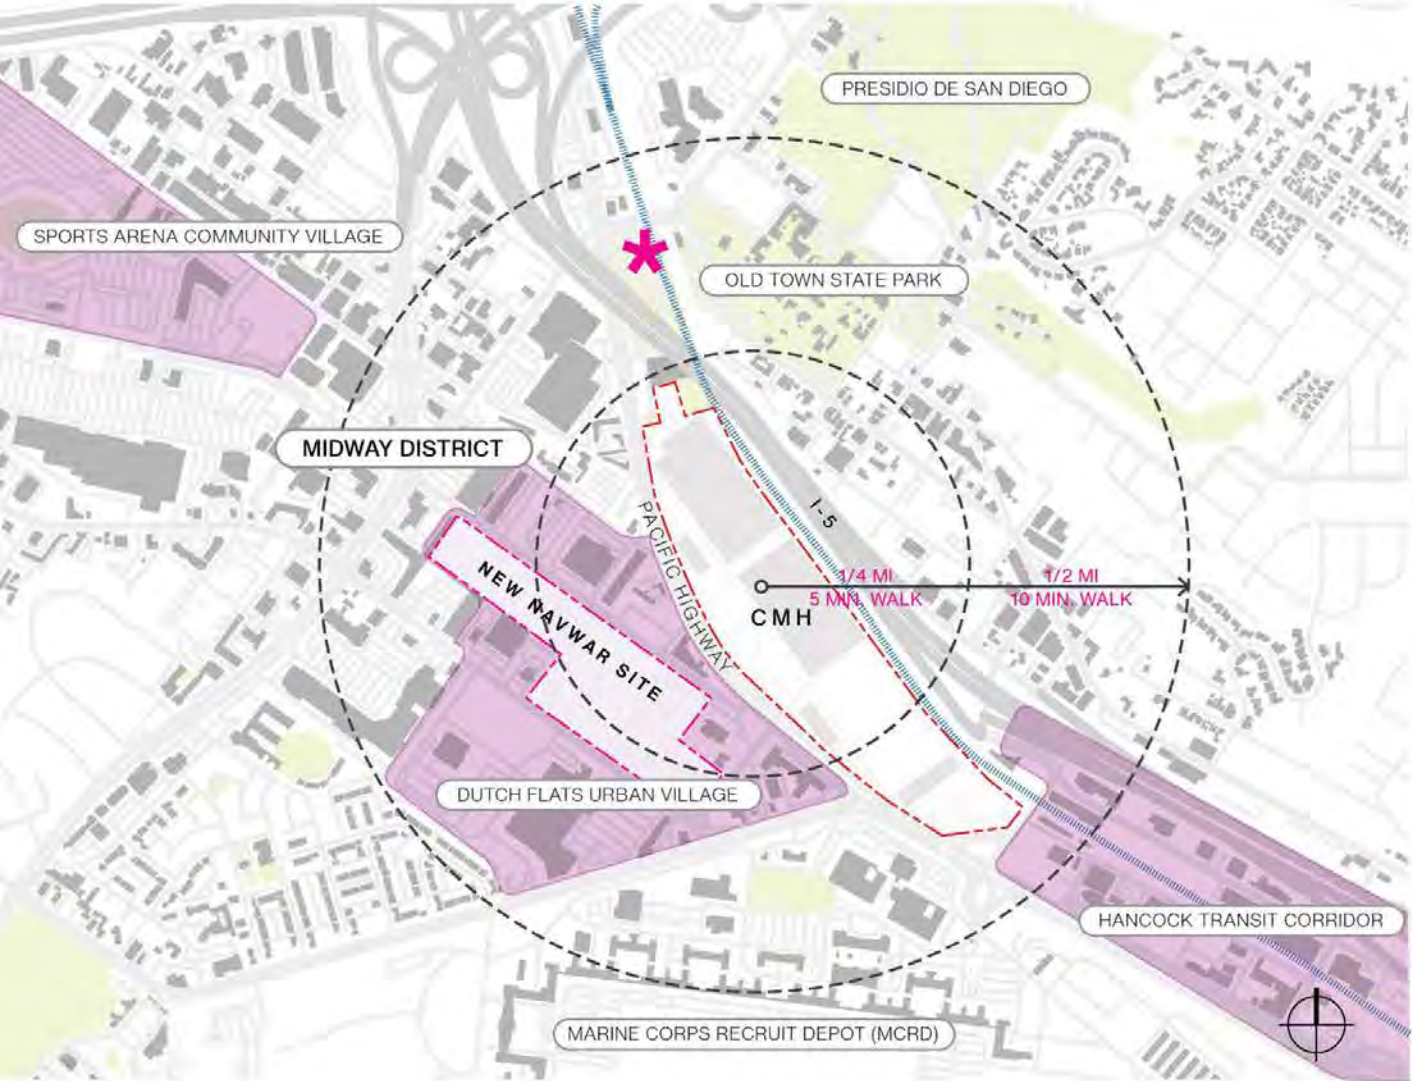 PRESIDIO DE SAN DIEGO
SPORTS ARENA COMMUNITY VILLAGE
OLD TOWN STATE PARK
MIDWAY DISTRICT
I-5
PACIFIC HIGHWAY
NEW NAVWAR SITE
1/4 MI
5 MIN. WALK
1/2 MI
10 MIN. WALK
CMH
DUTCH FLATS URBAN VILLAGE
HANCOCK TRANSIT CORRIDOR
MARINE CORPS RECRUIT DEPOT (MCRD)